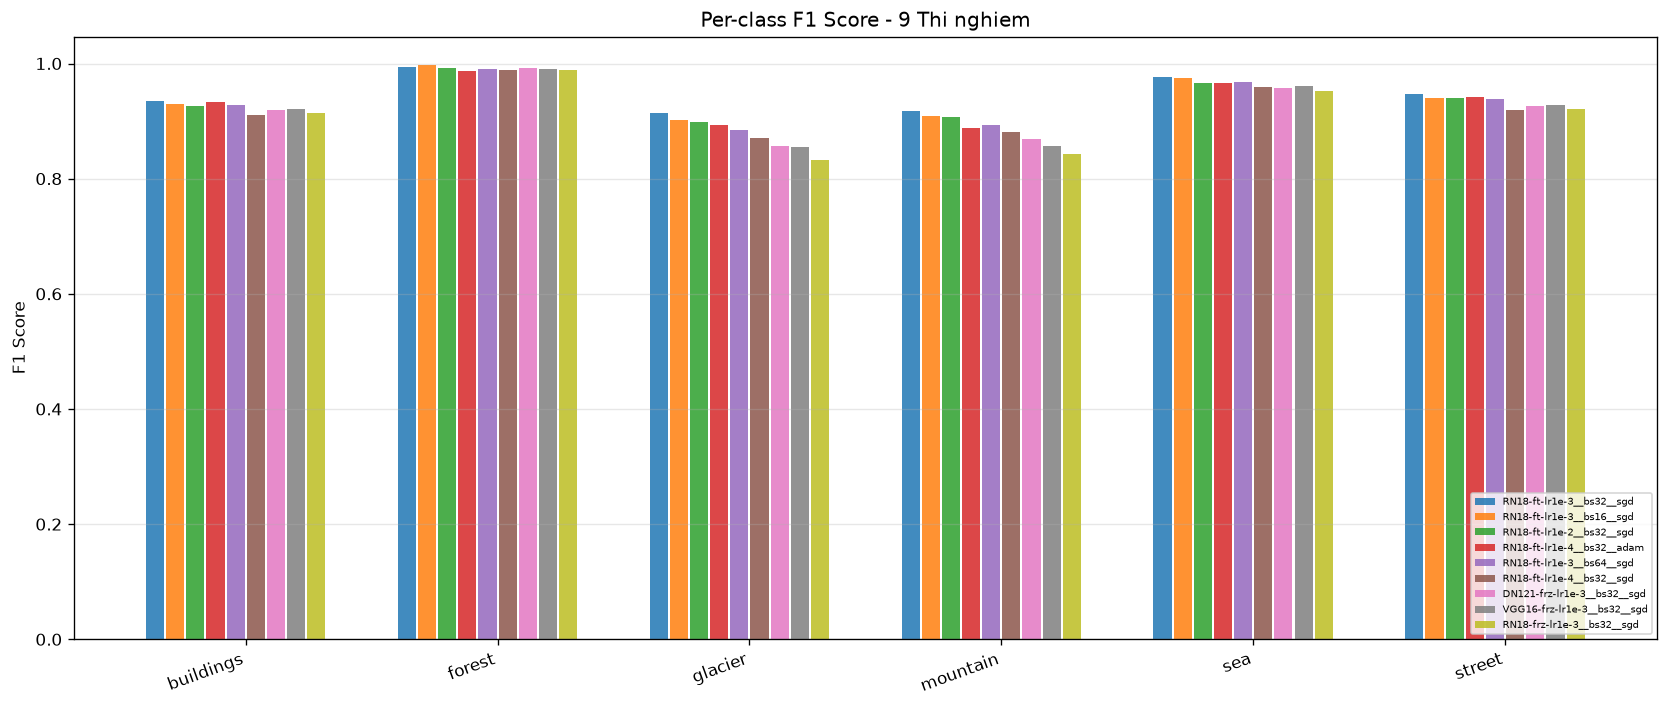 Per-class F1 Score - 9 Thi nghiem
F1 Score
1.0
0.8
0.6
0.4
0.2
0.0
buildings
forest
glacier
mountain
sea
street
RN18-ft-lr1e-3__bs32__sgd
RN18-ft-lr1e-3__bs16__sgd
RN18-ft-lr1e-2__bs32__sgd
RN18-ft-lr1e-4__bs32__adam
RN18-ft-lr1e-3__bs64__sgd
RN18-ft-lr1e-4__bs32__sgd
DN121-frz-lr1e-3__bs32__sgd
VGG16-frz-lr1e-3__bs32__sgd
RN18-frz-lr1e-3__bs32__sgd